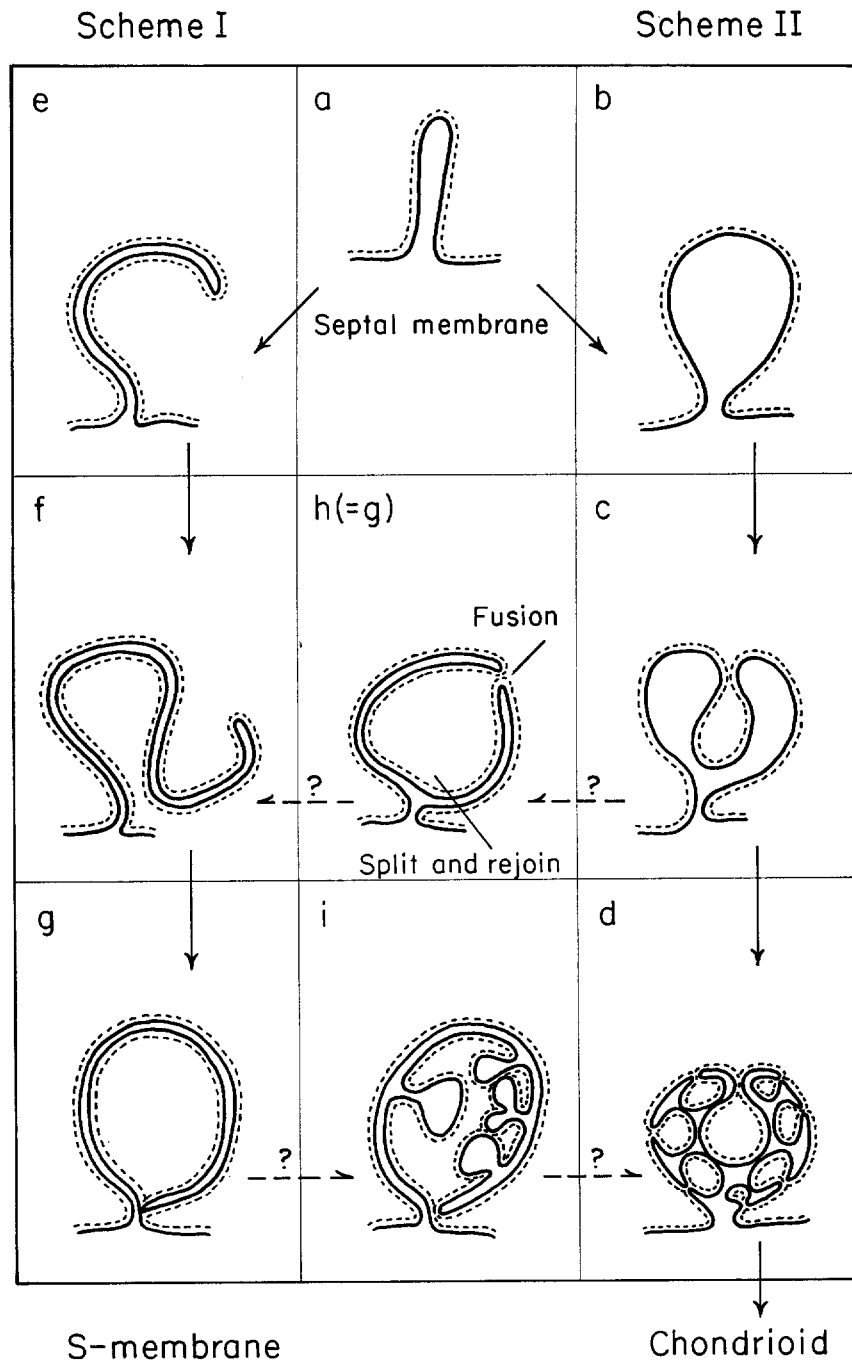 Scheme I
Scheme II
e
a
b
Septal membrane
f
h(=g)
c
Fusion
?
?
Split and rejoin
g
i
d
?
?
S-membrane
Chondrioid